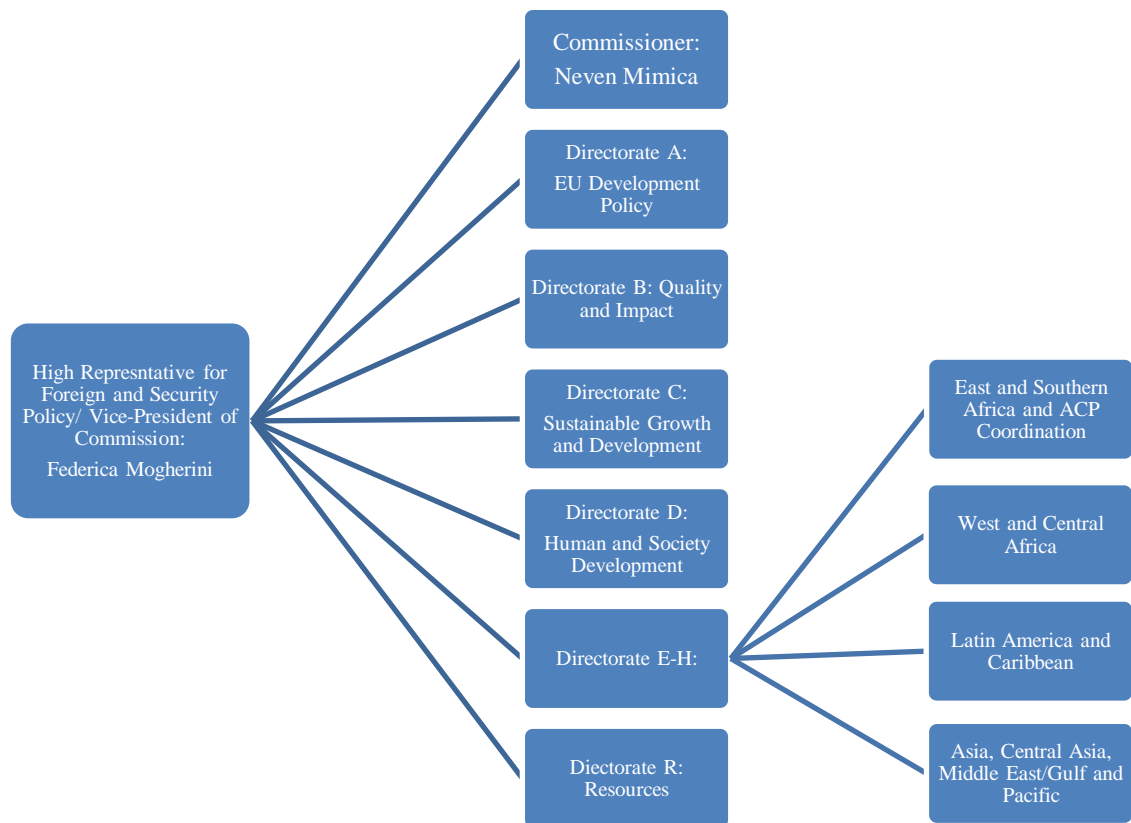 Commissioner:
Neven Mimica
Directorate A:
EU Development
Policy
Directorate B: Quality
and Impact
High Represntative for
Foreign and Security
Policy/ Vice-President of
Commission:
Federica Mogherini
Directorate C:
Sustainable Growth
and Development
Directorate D:
Human and Society
Development
Directorate E-H:
Diectorate R:
Resources
East and Southern
Africa and ACP
Coordination
West and Central
Africa
Latin America and
Caribbean
Asia, Central Asia,
Middle East/Gulf and
Pacific